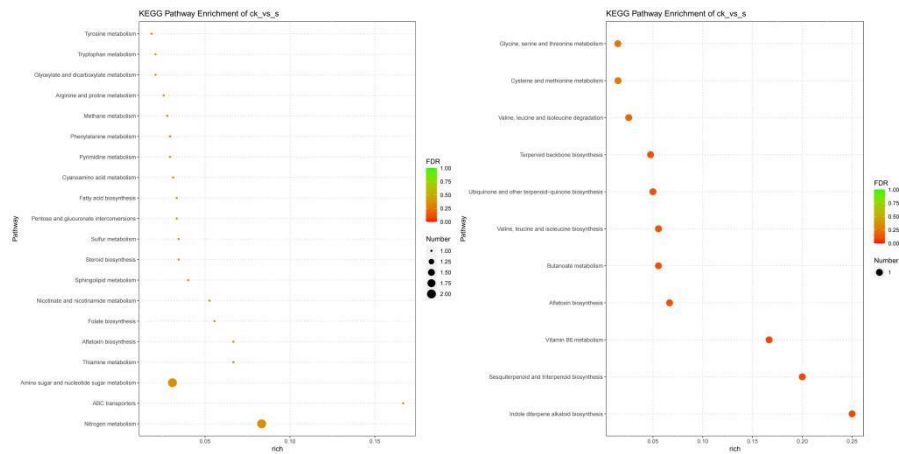 KEGG Pathway Enrichment of ck_vs_s
Tyrosine metabolism
Tryptophan metabolism
Glyoxylate and dicarboxylate metabolism
Arginine and proline metabolism
Methane metabolism
Phenylalanine metabolism
Pyrimidine metabolism
Cyanoamino acid metabolism
Fatty acid biosynthesis
Pentose and glucuronate interconversions
Sulfur metabolism
Steroid biosynthesis
Sphingolipid metabolism
Nicotinate and nicotinamide metabolism
Folate biosynthesis
Aflatoxin biosynthesis
Thiamine metabolism
Amino sugar and nucleotide sugar metabolism
ABC transporters
Nitrogen metabolism
Pathway
0.05 0.10 0.15
rich
FDR
1.00
0.75
0.50
0.25
0.00
Number
1.00
1.25
1.50
1.75
2.00
KEGG Pathway Enrichment of ck_vs_s
Glycine, serine and threonine metabolism
Cysteine and methionine metabolism
Valine, leucine and isoleucine degradation
Terpenoid backbone biosynthesis
Ubiquinone and other terpenoid-quinone biosynthesis
Valine, leucine and isoleucine biosynthesis
Butanoate metabolism
Aflatoxin biosynthesis
Vitamin B6 metabolism
Sesquiterpenoid and triterpenoid biosynthesis
Indole diterpene alkaloid biosynthesis
Pathway
0.05 0.10 0.15 0.20 0.25
rich
FDR
1.00
0.75
0.50
0.25
0.00
Number
1